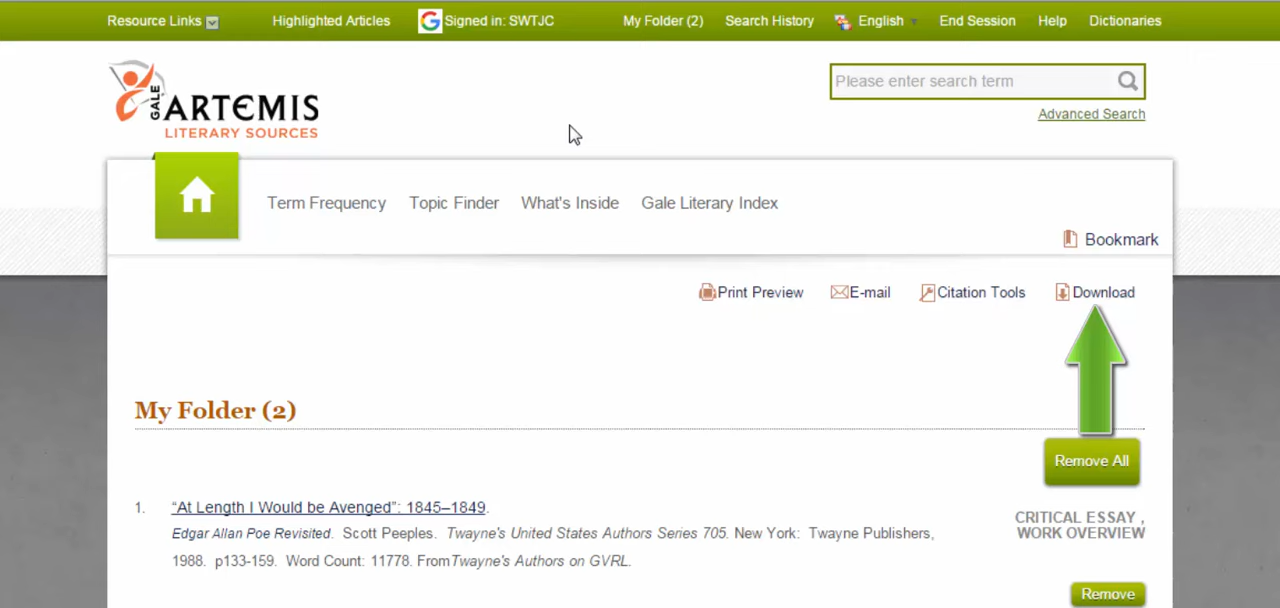 Resource Links Highlighted Articles Signed in: SWTJC My Folder (2) Search History English End Session Help Dictionaries
GALE ARTEMIS
LITERARY SOURCES
Please enter search term
Advanced Search
Term Frequency Topic Finder What's Inside Gale Literary Index
Bookmark
Print Preview E-mail Citation Tools Download
My Folder (2)
Remove All
1. “At Length I Would be Avenged”: 1845–1849.
Edgar Allan Poe Revisited. Scott Peeples. Twayne's United States Authors Series 705. New York: Twayne Publishers,
1988. p133-159. Word Count: 11778. FromTwayne's Authors on GVRL.
CRITICAL ESSAY ,
WORK OVERVIEW
Remove